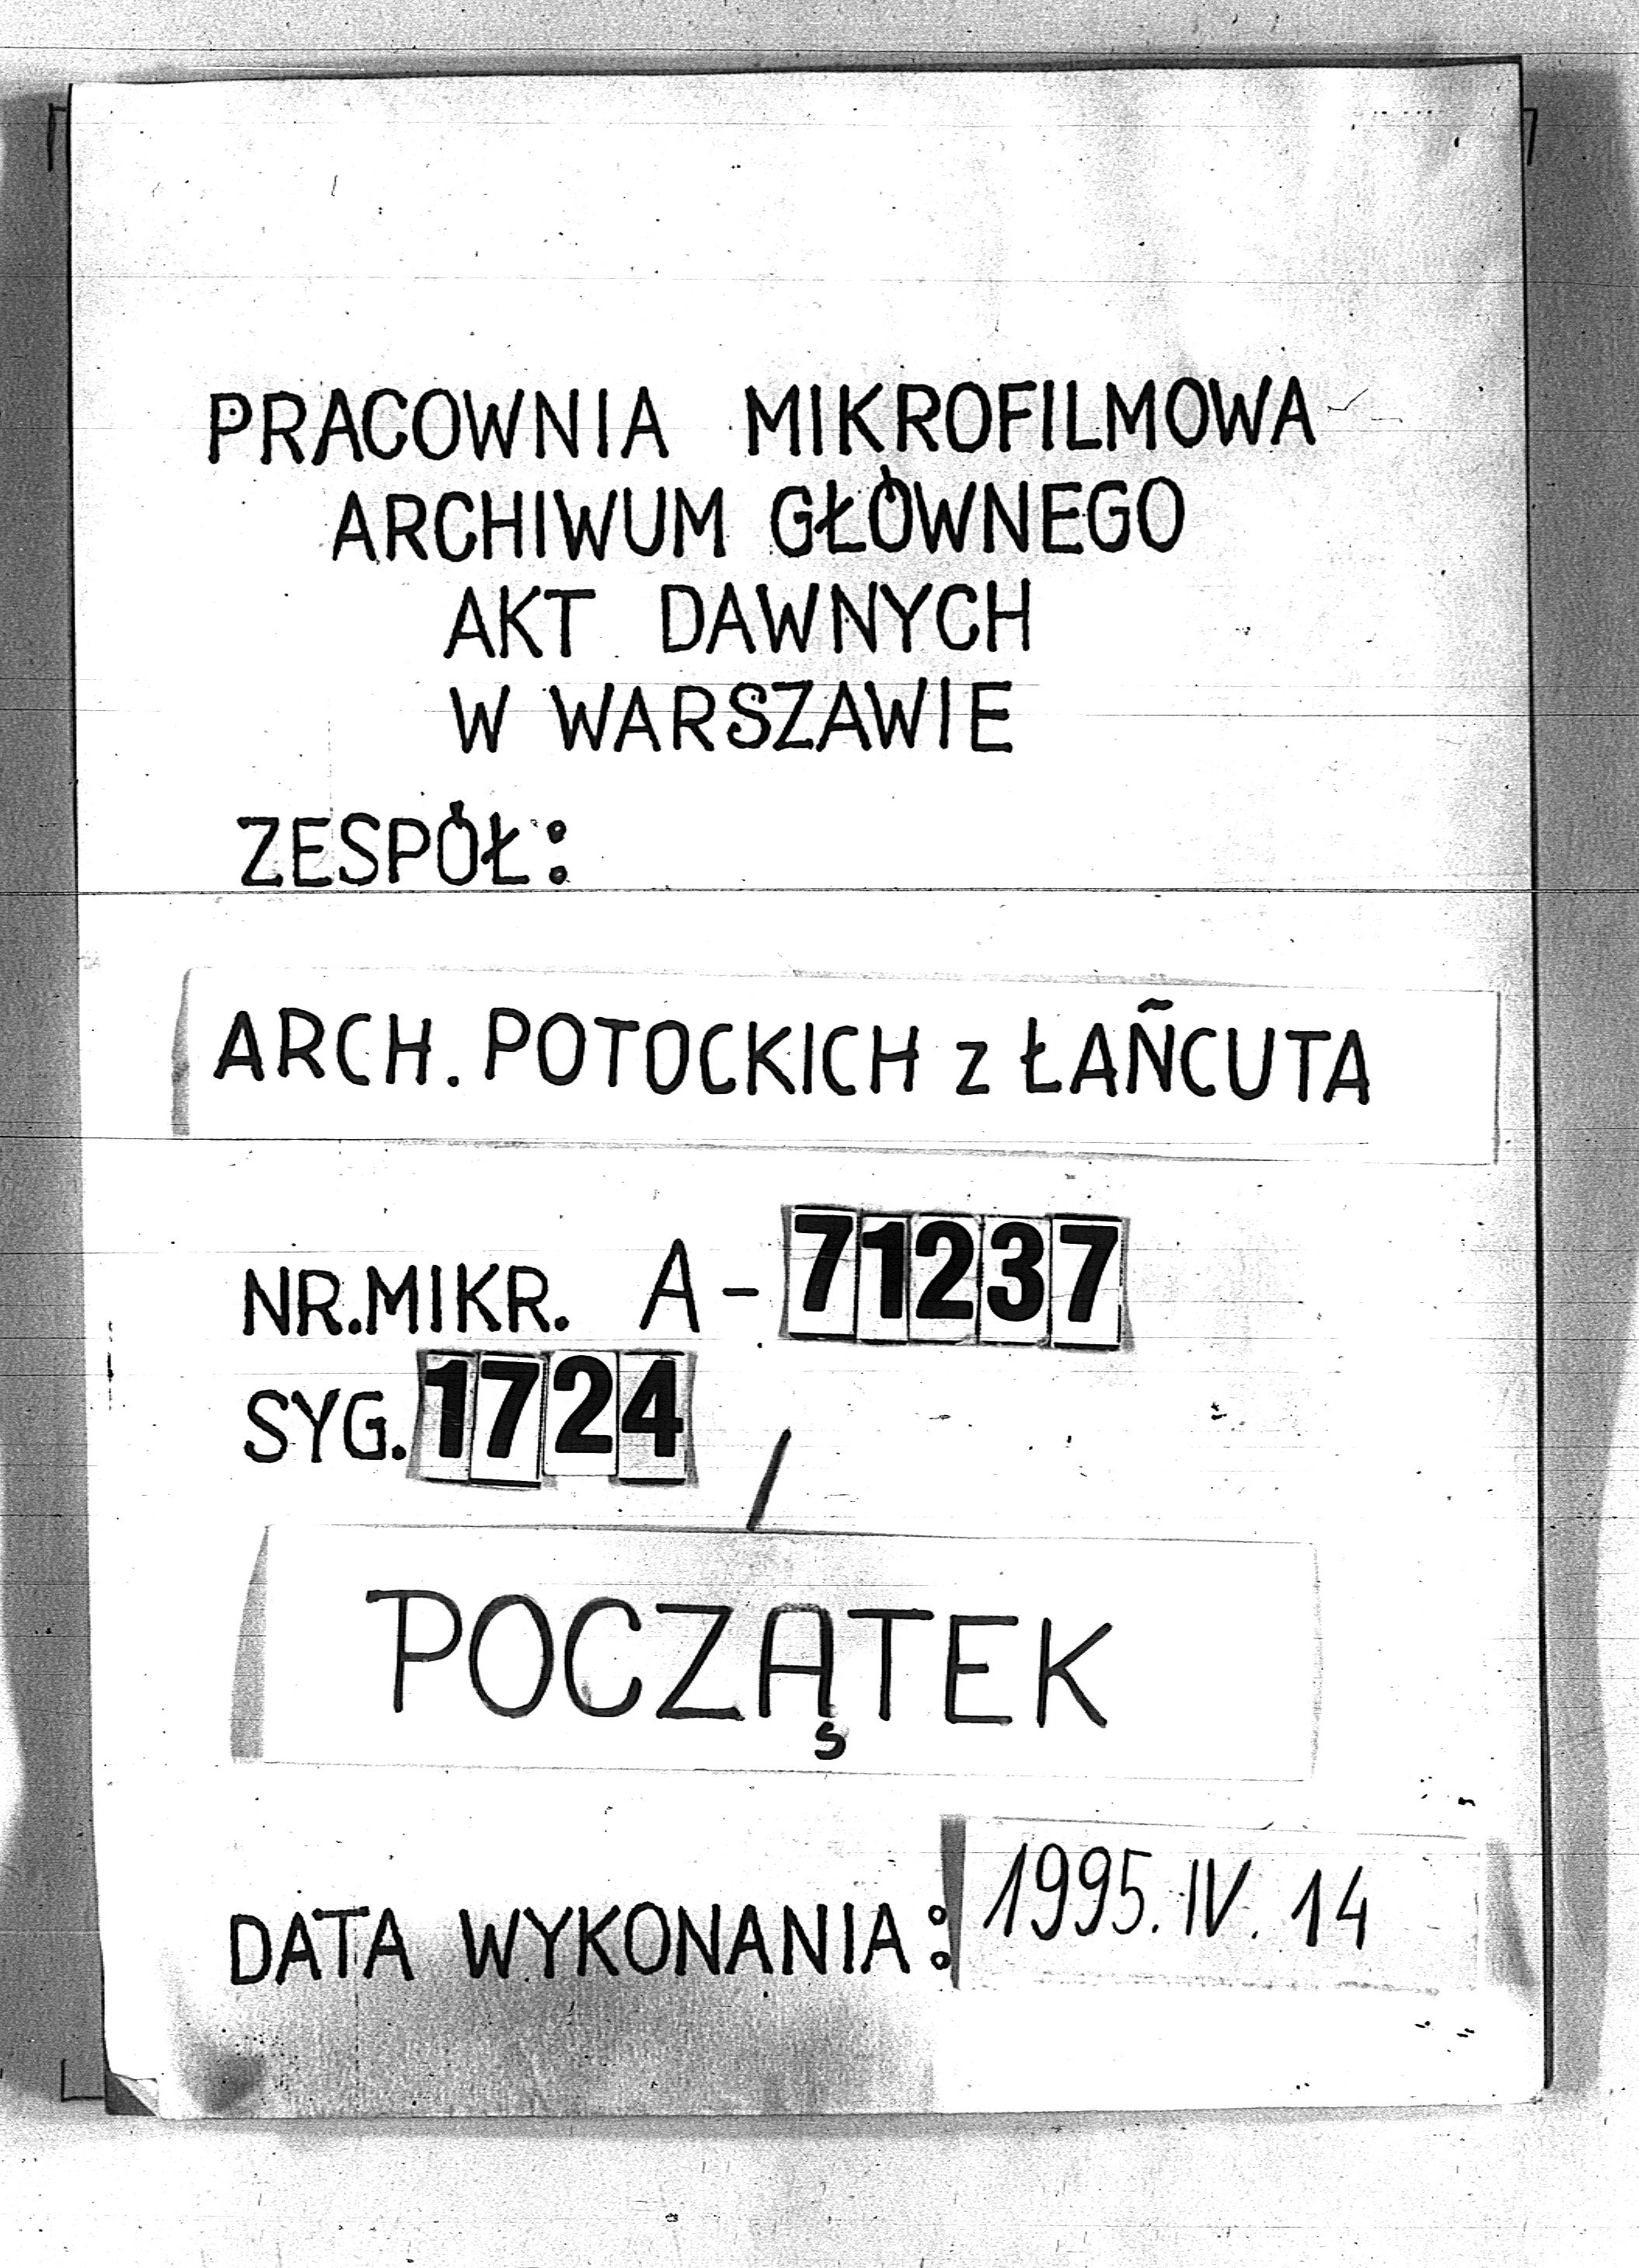 PRACOWNIA MIKROFILMOWA
ARCHIWUM GŁÓWNEGO
AKT DAWNYCH
W WARSZAWIE
ZESPÓŁ:
ARCH. POTOCKICH z ŁAŃCUTA
NR.MIKR. A-71237
SYG. 1724 /
POCZĄTEK
DATA WYKONANIA: 1995.IV.14